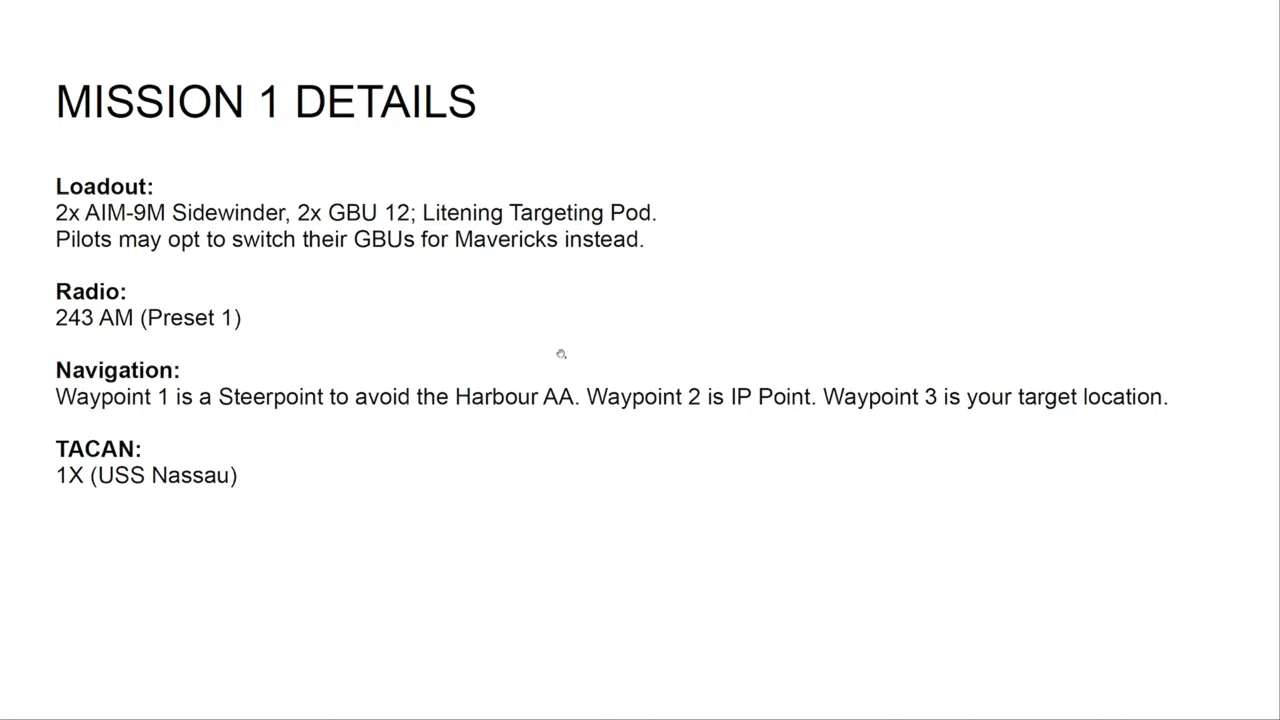 MISSION 1 DETAILS
Loadout:
2x AIM-9M Sidewinder, 2x GBU 12; Litening Targeting Pod.
Pilots may opt to switch their GBUs for Mavericks instead.
Radio:
243 AM (Preset 1)
Navigation:
Waypoint 1 is a Steerpoint to avoid the Harbour AA. Waypoint 2 is IP Point. Waypoint 3 is your target location.
TACAN:
1X (USS Nassau)